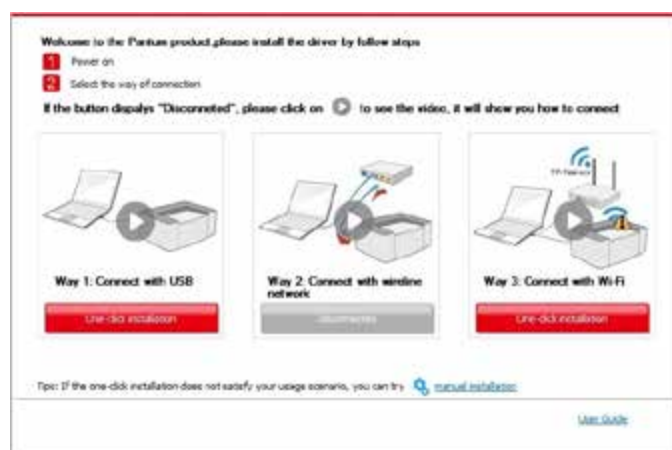 Welcome to the Pantum product,please install the driver by follow steps
1 Power on
2 Select the way of connection
If the button dispalys "Disconneted", please click on to see the video, it will show you how to connect
Way 1: Connect with USB
Way 2: Connect with wireline
network
Way 3: Connect with Wi-Fi
One-click installation
One-click installation
Tips: If the one-click installation does not satisfy your usage scenario, you can try manual installation
User Guide